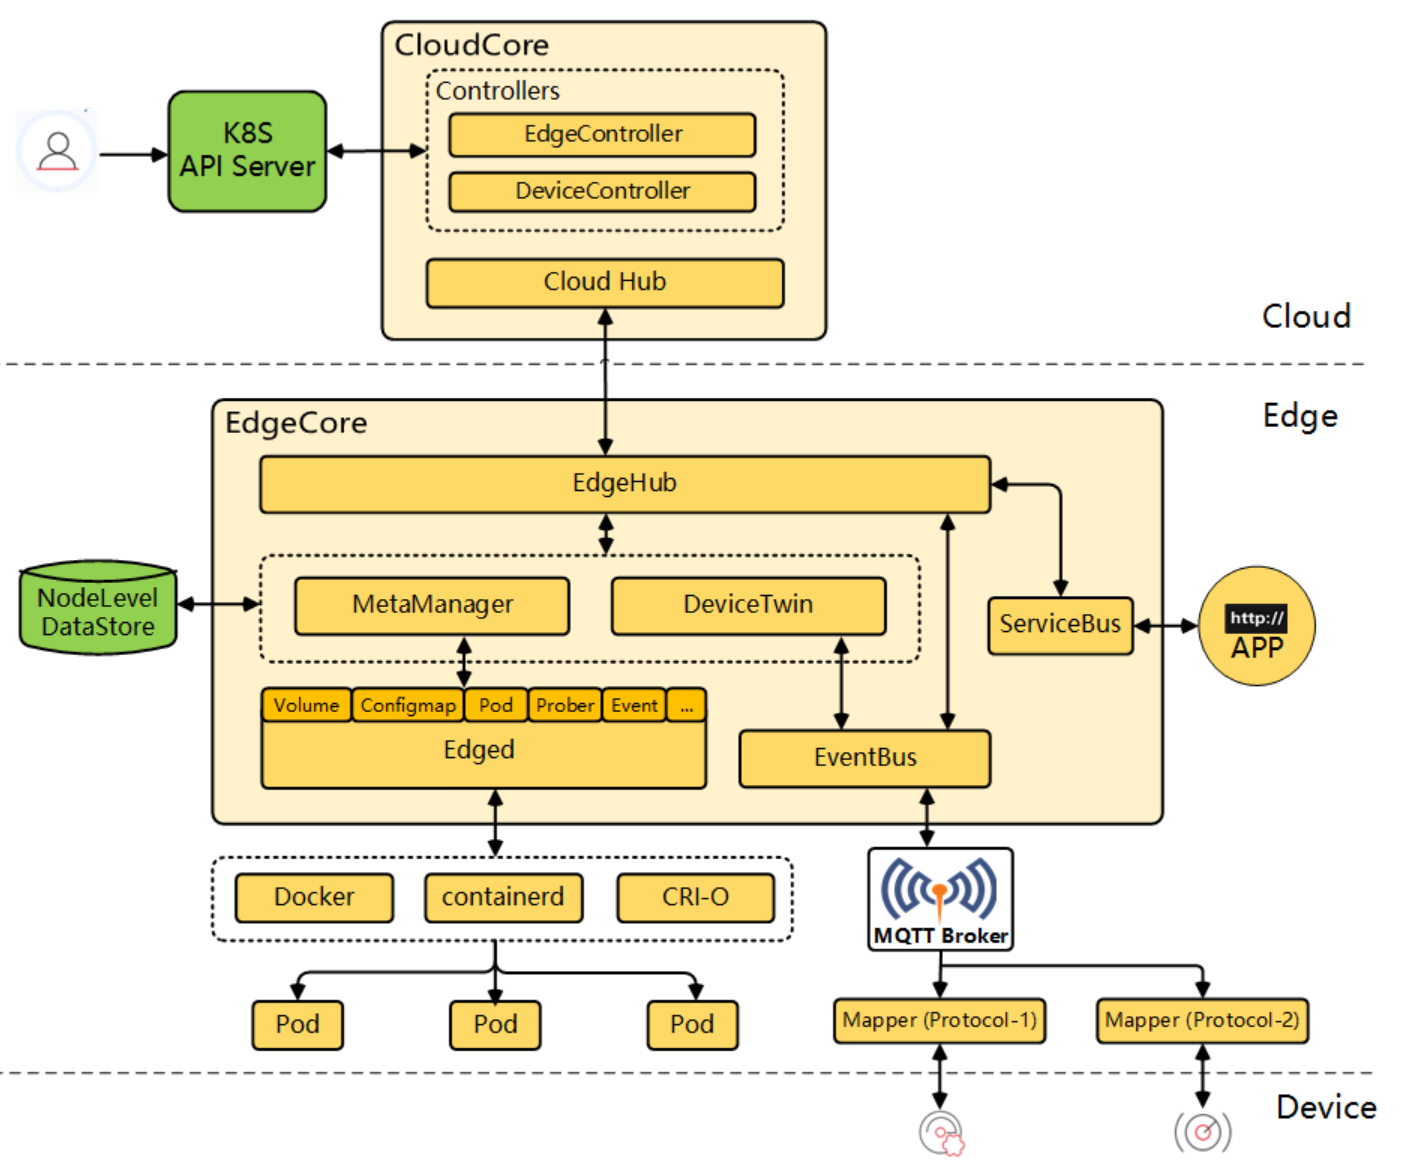 CloudCore
Controllers
EdgeController
DeviceController
K8S
API Server
Cloud Hub
Cloud
Edge
EdgeCore
EdgeHub
MetaManager
DeviceTwin
NodeLevel
DataStore
ServiceBus
http://
APP
Volume
Configmap
Pod
Prober
Event
...
Edged
EventBus
Docker
containerd
CRI-O
MQTT Broker
Pod
Pod
Pod
Mapper (Protocol-1)
Mapper (Protocol-2)
Device